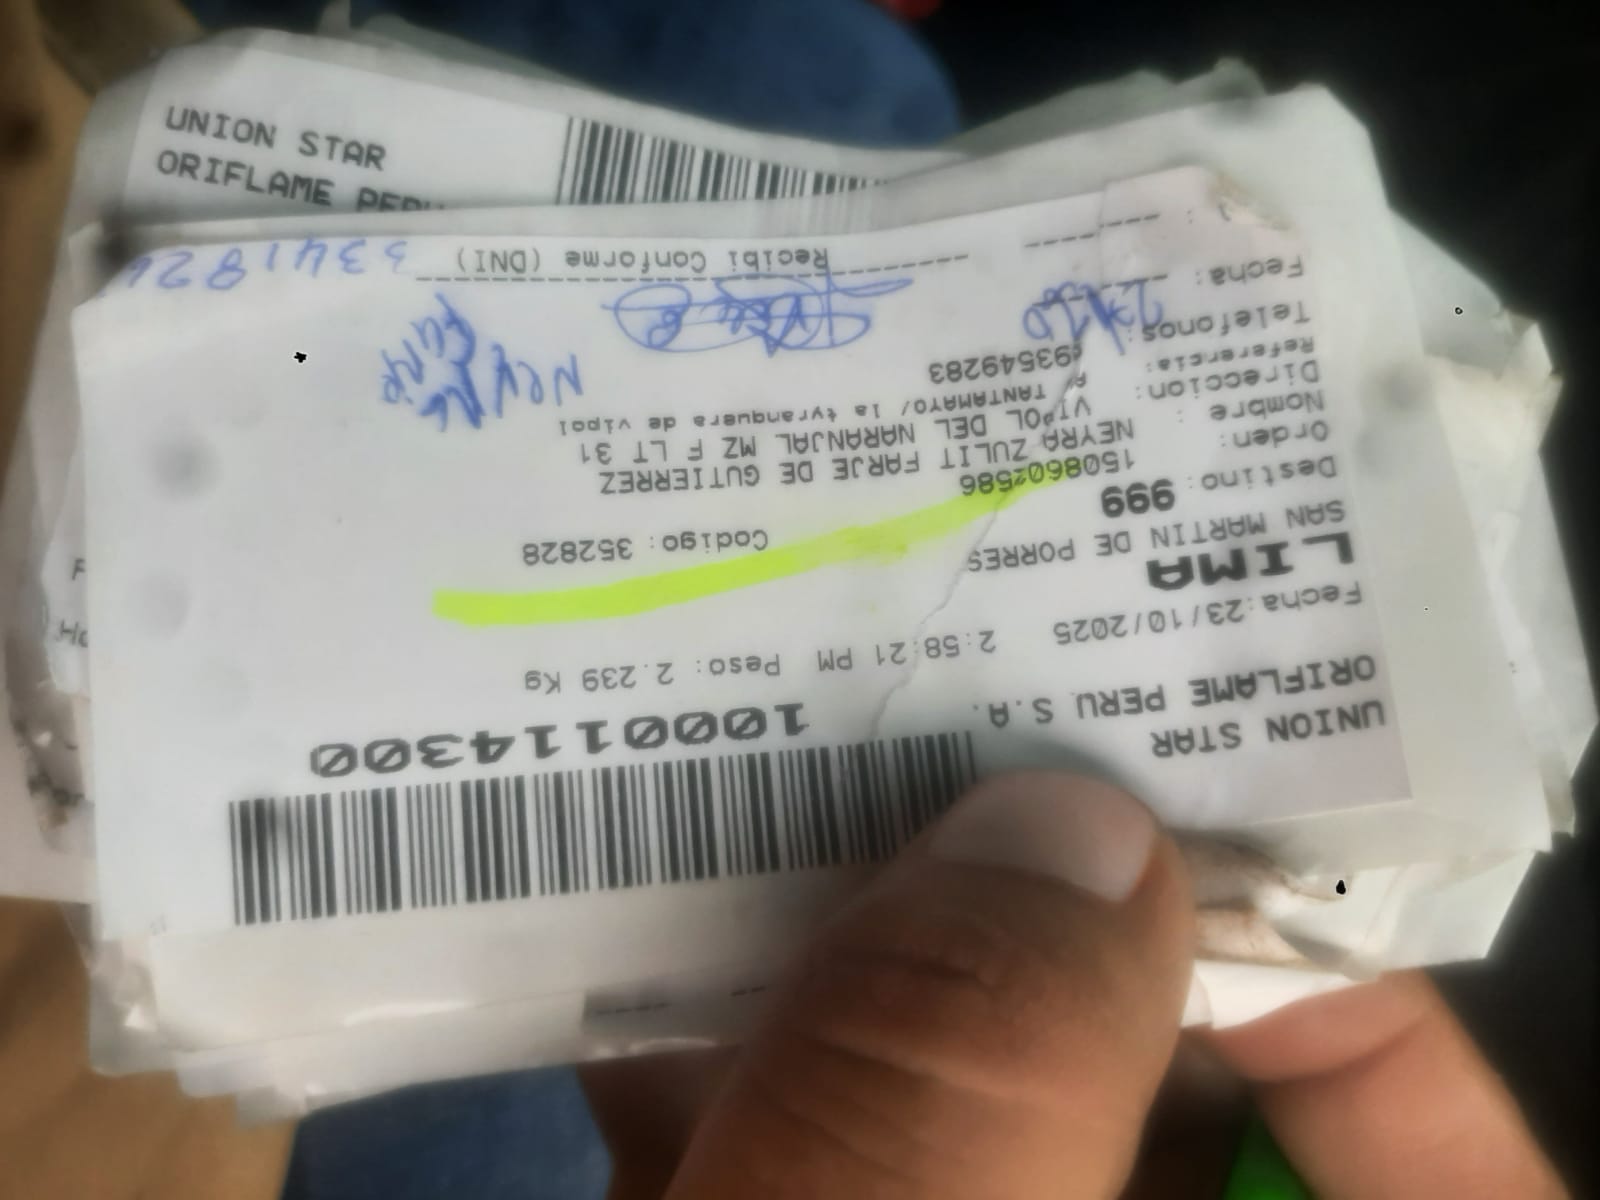 UNION STAR
ORIFLAME PERU
UNION STAR
ORIFLAME PERU S.A.
1000114300
Fecha:23/10/2025 2:58:21 PM Peso: 2.239 Kg
LIMA
SAN MARTIN DE PORRES
Destino: 999 Codigo: 352828
Orden: 1508602586
Nombre : NEYRA ZULIT FARJE DE GUTIERREZ
Direccion: VIPOL DEL NARANJAL MZ F LT 31
Referencia: TANTAMAYO/ la tyranquera de vipol
Telefonos: 93549283
Fecha:
Recibi Conforme (DNI)